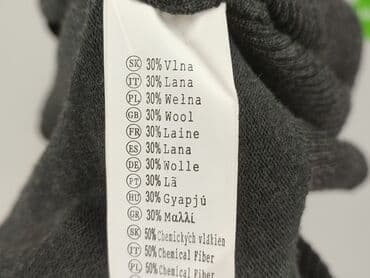 SK 30% Vlna
IT 30% Lana
PL 30% Wełna
GB 30% Wool
FR 30% Laine
ES 30% Lana
DE 30% Wolle
PT 30% Lã
HU 30% Gyapjú
GR 30% Μαλλί
SK 50% Chemických vlákien
IT 50% Chemical Fiber
PL 50% Chemical Fiber